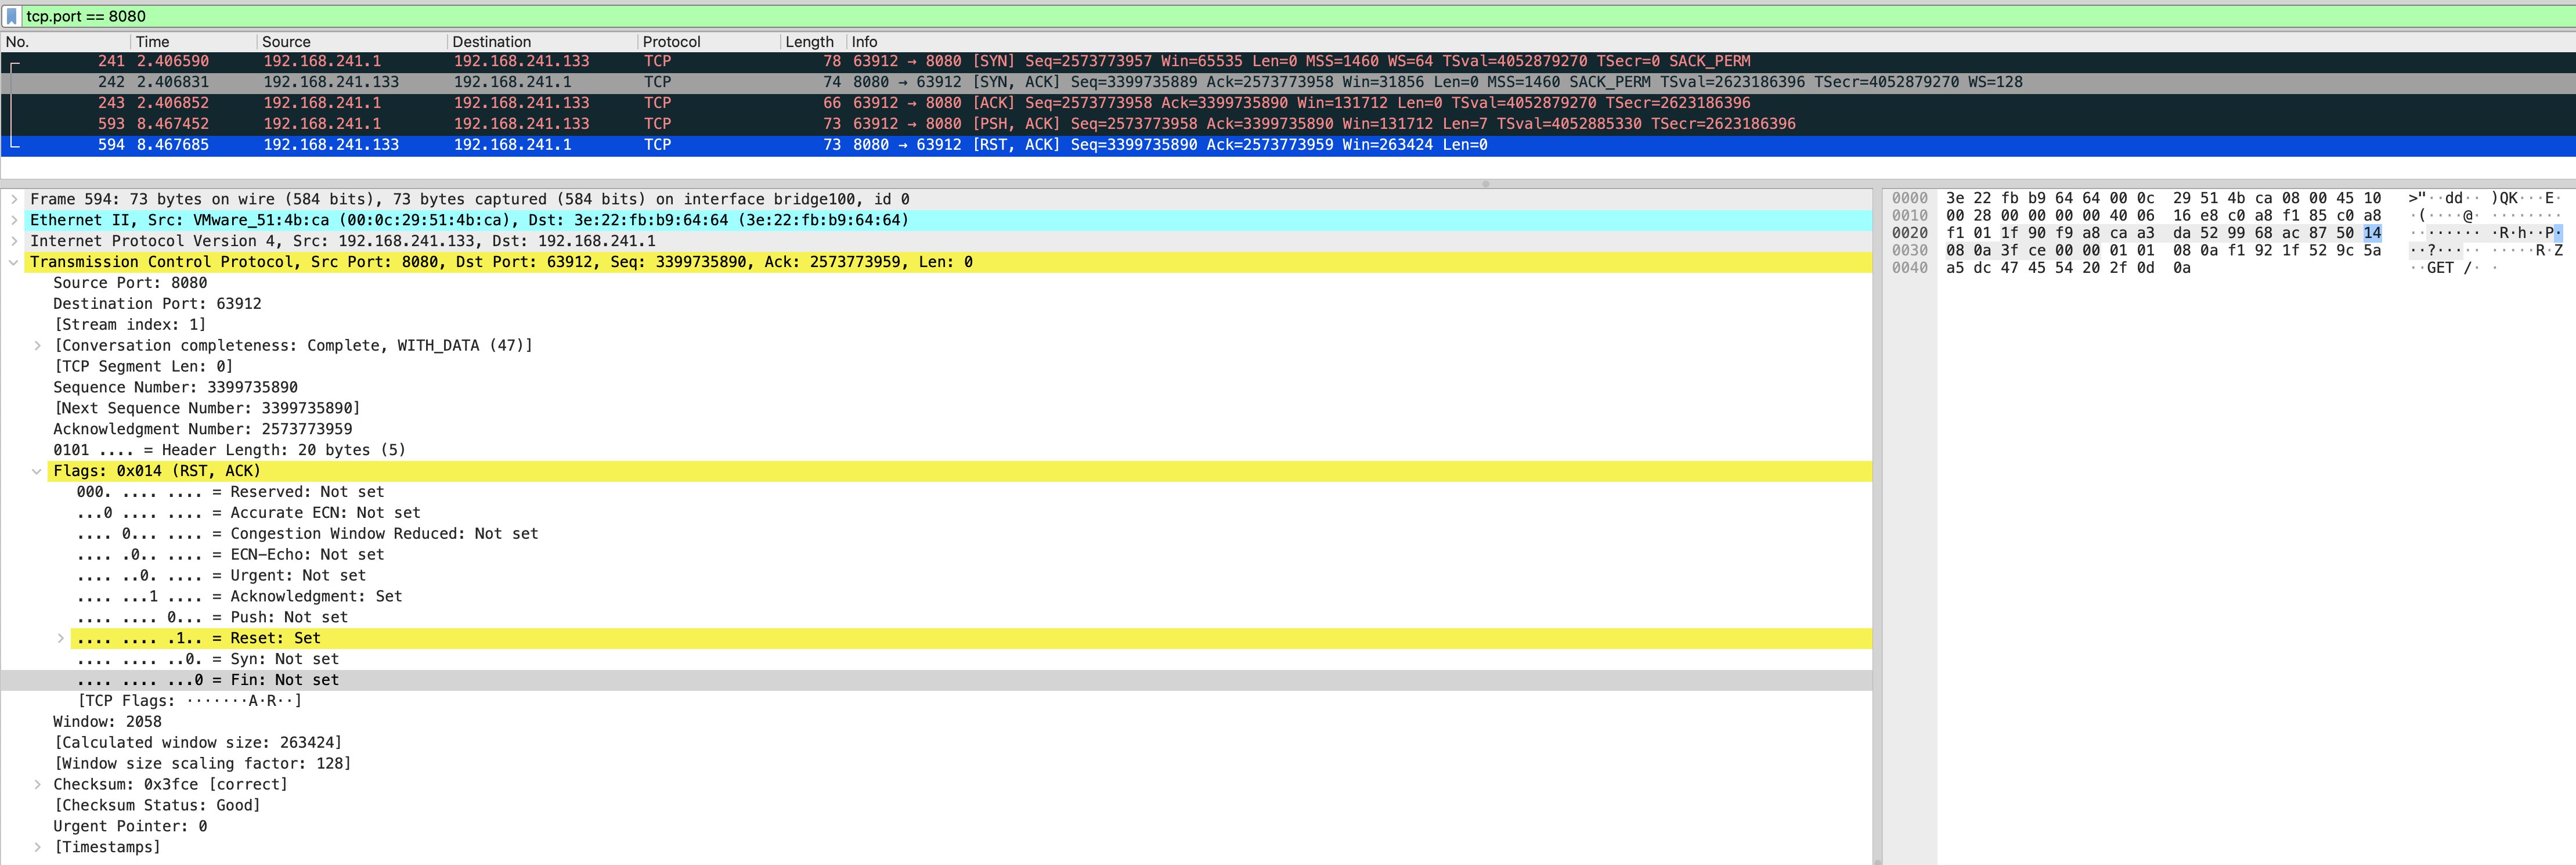 tcp.port == 8080
No. Time Source Destination Protocol Length Info
241 2.406590 192.168.241.1 192.168.241.133 TCP 78 63912 → 8080 [SYN] Seq=2573773957 Win=65535 Len=0 MSS=1460 WS=64 TSval=4052879270 TSecr=0 SACK_PERM
242 2.406831 192.168.241.133 192.168.241.1 TCP 74 8080 → 63912 [SYN, ACK] Seq=3399735889 Ack=2573773958 Win=31856 Len=0 MSS=1460 SACK_PERM TSval=2623186396 TSecr=4052879270 WS=128
243 2.406852 192.168.241.1 192.168.241.133 TCP 66 63912 → 8080 [ACK] Seq=2573773958 Ack=3399735890 Win=131712 Len=0 TSval=4052879270 TSecr=2623186396
593 8.467452 192.168.241.1 192.168.241.133 TCP 73 63912 → 8080 [PSH, ACK] Seq=2573773958 Ack=3399735890 Win=131712 Len=7 TSval=4052885330 TSecr=2623186396
594 8.467685 192.168.241.133 192.168.241.1 TCP 73 8080 → 63912 [RST, ACK] Seq=3399735890 Ack=2573773959 Win=263424 Len=0
Frame 594: 73 bytes on wire (584 bits), 73 bytes captured (584 bits) on interface bridge100, id 0
Ethernet II, Src: VMware_51:4b:ca (00:0c:29:51:4b:ca), Dst: 3e:22:fb:b9:64:64 (3e:22:fb:b9:64:64)
Internet Protocol Version 4, Src: 192.168.241.133, Dst: 192.168.241.1
Transmission Control Protocol, Src Port: 8080, Dst Port: 63912, Seq: 3399735890, Ack: 2573773959, Len: 0
Source Port: 8080
Destination Port: 63912
[Stream index: 1]
[Conversation completeness: Complete, WITH_DATA (47)]
[TCP Segment Len: 0]
Sequence Number: 3399735890
[Next Sequence Number: 3399735890]
Acknowledgment Number: 2573773959
0101 .... = Header Length: 20 bytes (5)
Flags: 0x014 (RST, ACK)
000. .... .... = Reserved: Not set
...0 .... .... = Accurate ECN: Not set
.... 0... .... = Congestion Window Reduced: Not set
.... .0.. .... = ECN-Echo: Not set
.... ..0. .... = Urgent: Not set
.... ...1 .... = Acknowledgment: Set
.... .... 0... = Push: Not set
.... .... .1.. = Reset: Set
.... .... ..0. = Syn: Not set
.... .... ...0 = Fin: Not set
[TCP Flags: ·······A·R··]
Window: 2058
[Calculated window size: 263424]
[Window size scaling factor: 128]
Checksum: 0x3fce [correct]
[Checksum Status: Good]
Urgent Pointer: 0
[Timestamps]
0000 3e 22 fb b9 64 64 00 0c 29 51 4b ca 08 00 45 10 >"··dd·· )QK···E·
0010 00 28 00 00 00 00 40 06 16 e8 c0 a8 f1 85 c0 a8 ·(····@· ········
0020 f1 01 1f 90 f9 a8 ca a3 da 52 99 68 ac 87 50 14 ········ ·R·h··P·
0030 08 0a 3f ce 00 00 01 01 08 0a f1 92 1f 52 9c 5a ··?····· ·····R·Z
0040 a5 dc 47 45 54 20 2f 0d 0a ··GET /· ·